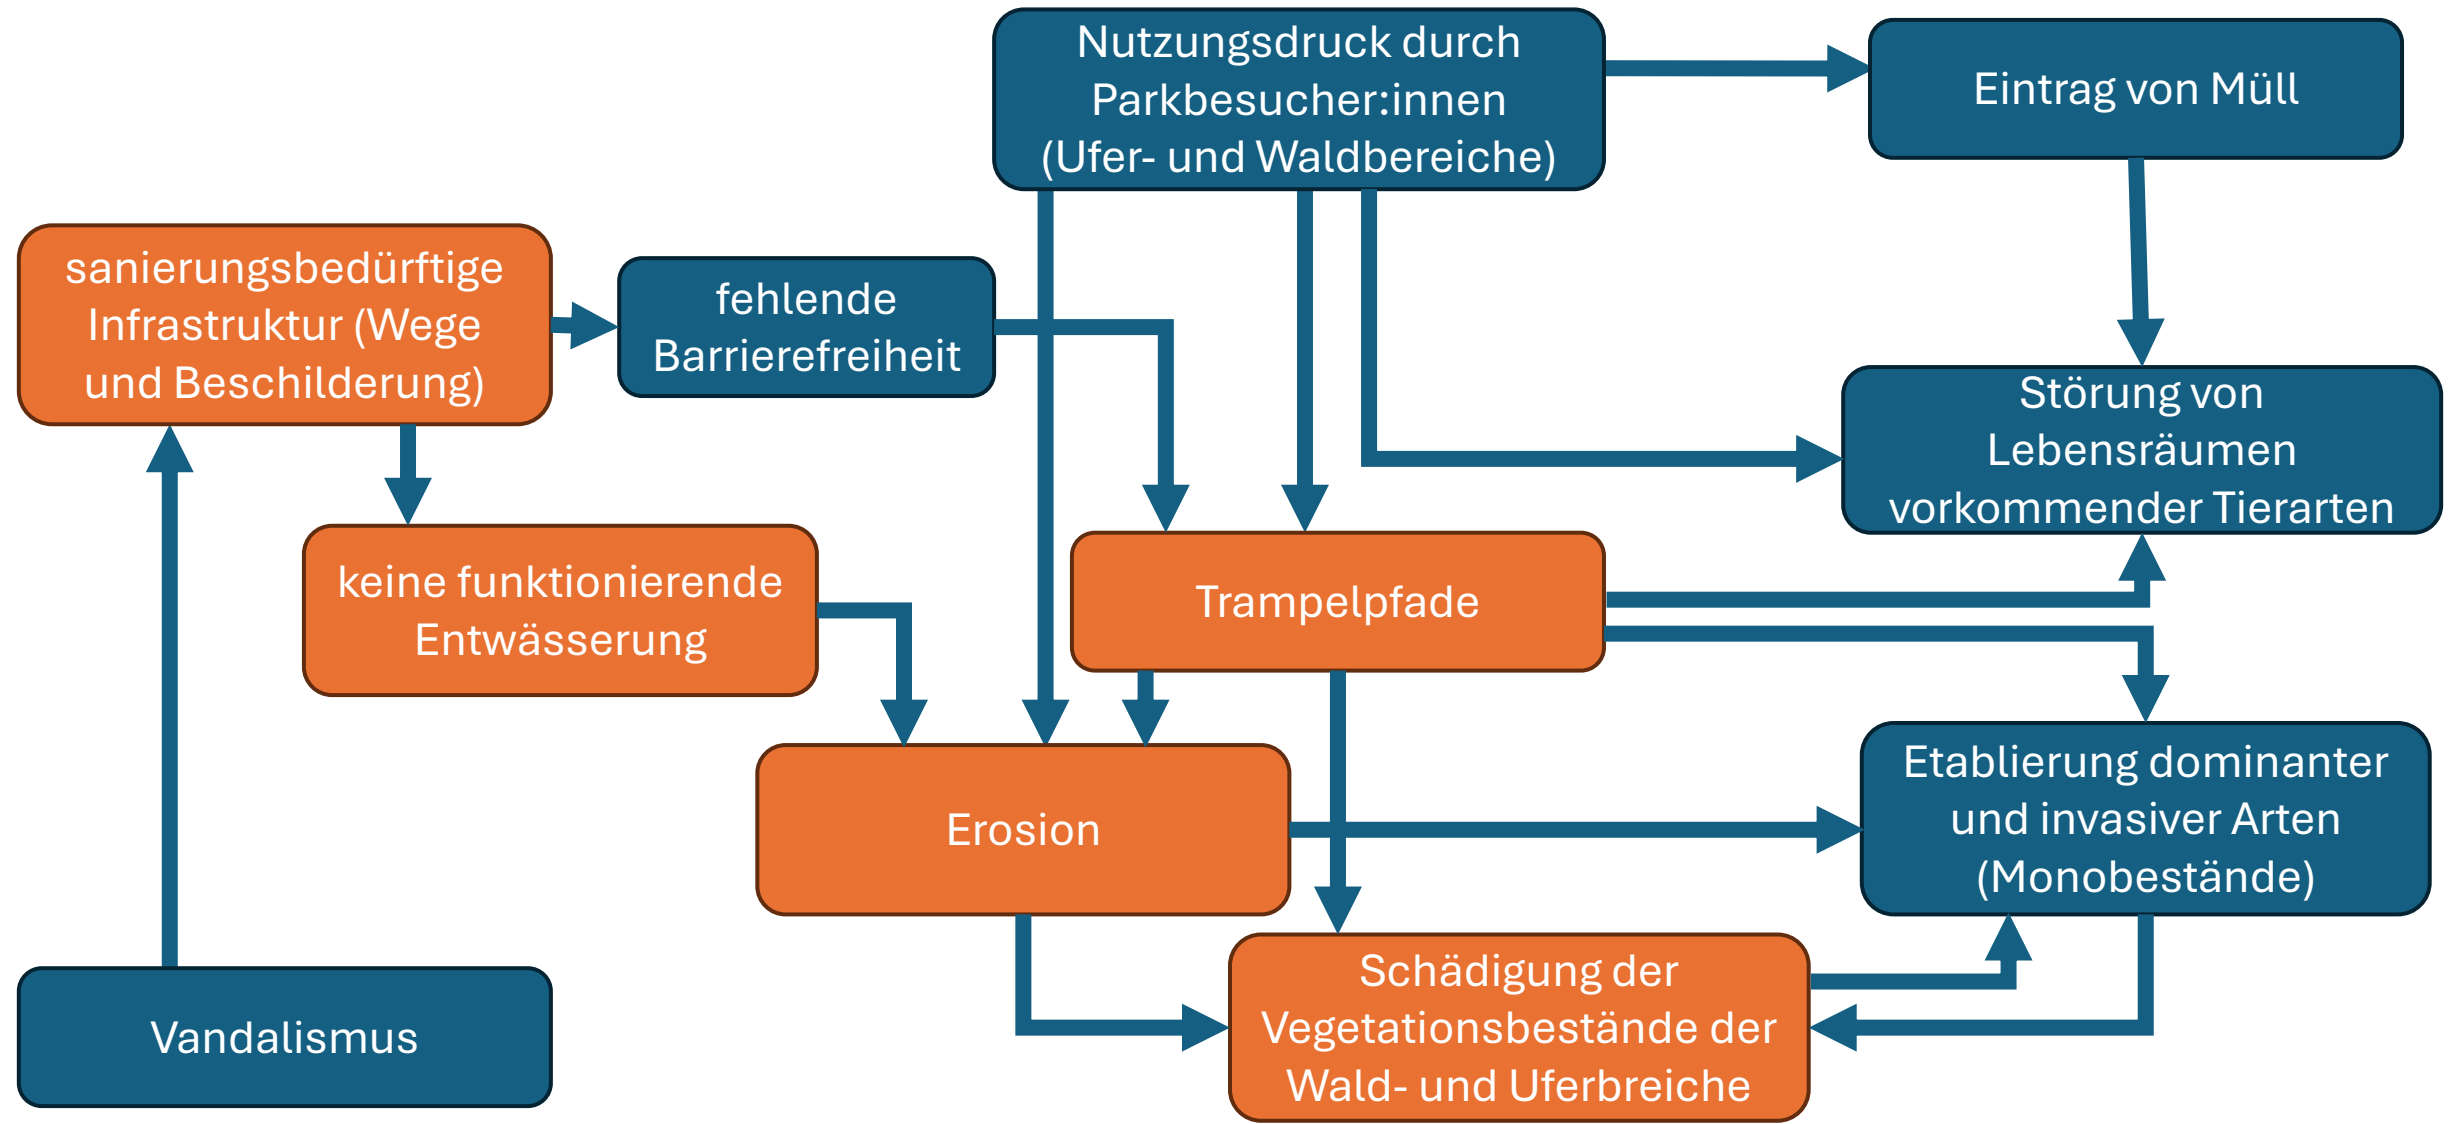 Nutzungsdruck durch
Parkbesucher:innen
(Ufer- und Waldbereiche)
Eintrag von Müll
sanierungsbedürftige
Infrastruktur (Wege
und Beschilderung)
fehlende
Barrierefreiheit
Störung von
Lebensräumen
vorkommender Tierarten
keine funktionierende
Entwässerung
Trampelpfade
Erosion
Etablierung dominanter
und invasiver Arten
(Monobestände)
Vandalismus
Schädigung der
Vegetationsbestände der
Wald- und Uferbreiche